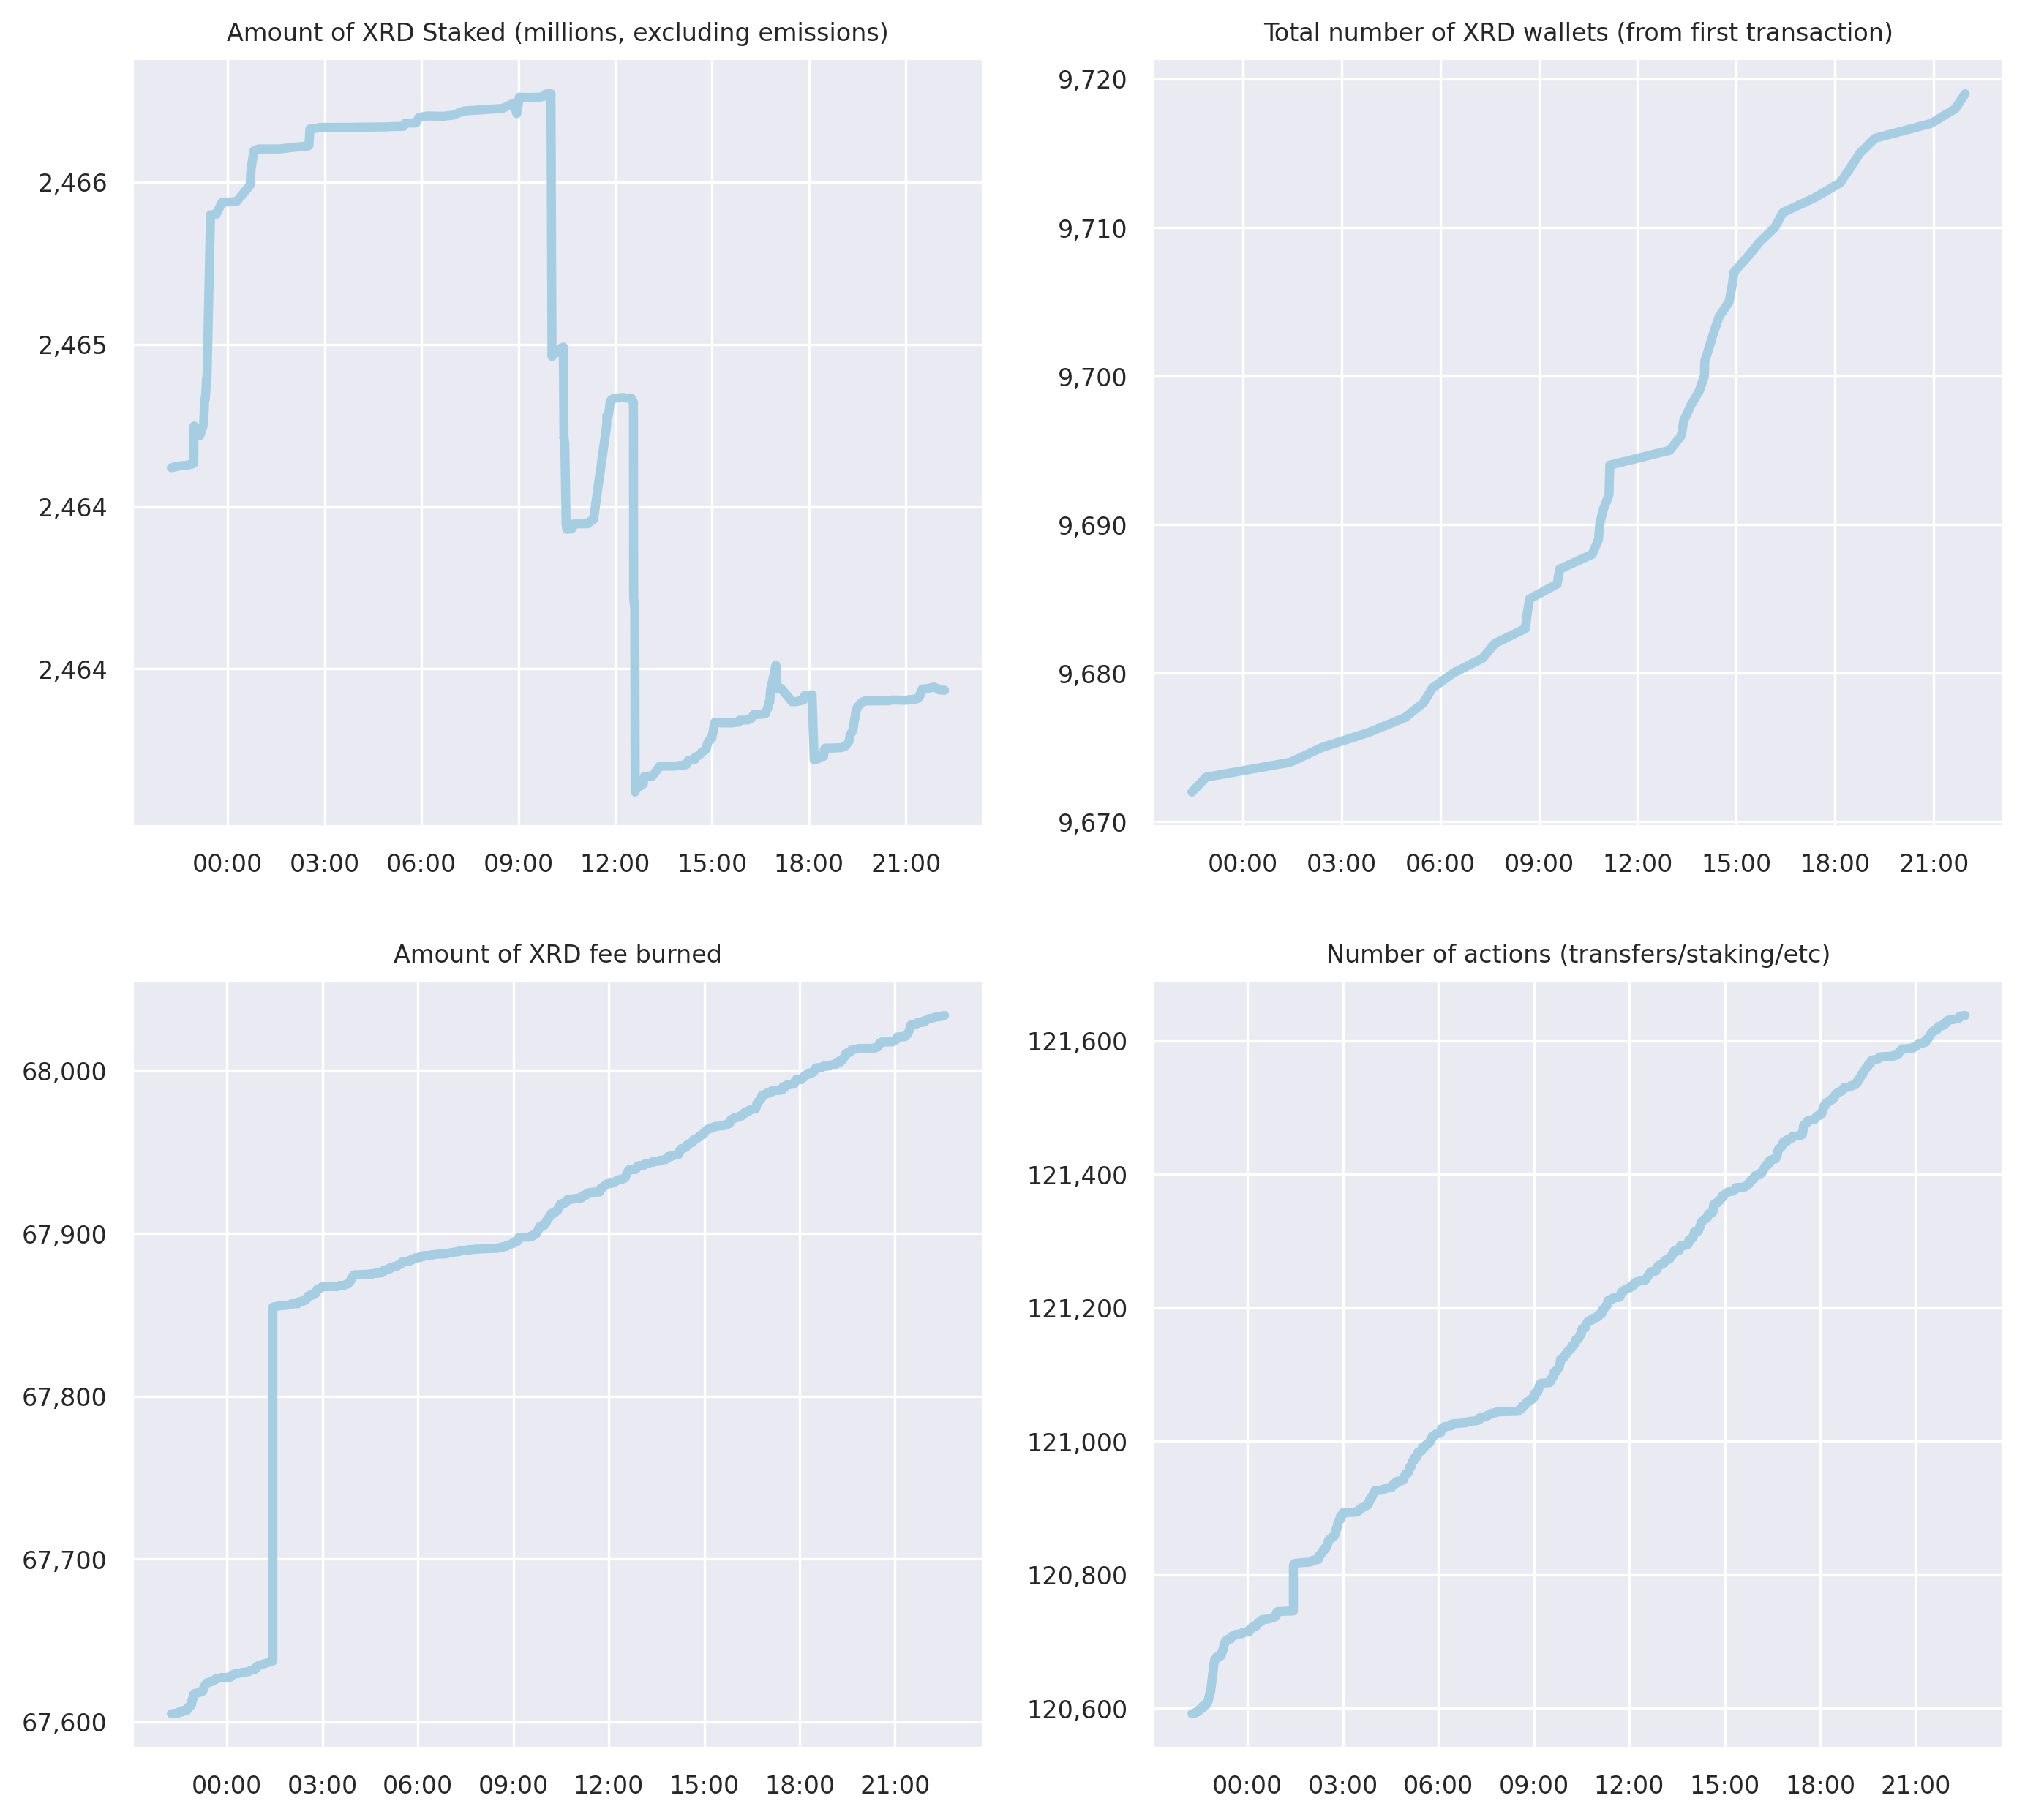 Amount of XRD Staked (millions, excluding emissions)
2,466
2,465
2,464
2,464
00:00 03:00 06:00 09:00 12:00 15:00 18:00 21:00
Total number of XRD wallets (from first transaction)
9,720
9,710
9,700
9,690
9,680
9,670
00:00 03:00 06:00 09:00 12:00 15:00 18:00 21:00
Amount of XRD fee burned
68,000
67,900
67,800
67,700
67,600
00:00 03:00 06:00 09:00 12:00 15:00 18:00 21:00
Number of actions (transfers/staking/etc)
121,600
121,400
121,200
121,000
120,800
120,600
00:00 03:00 06:00 09:00 12:00 15:00 18:00 21:00